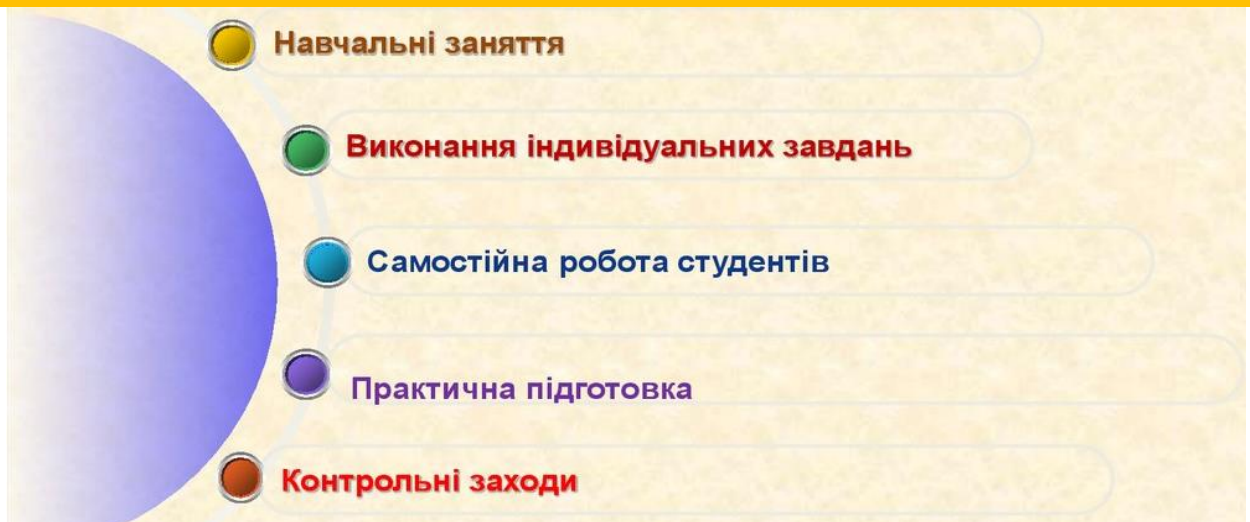 Навчальні заняття
Виконання індивідуальних завдань
Самостійна робота студентів
Практична підготовка
Контрольні заходи